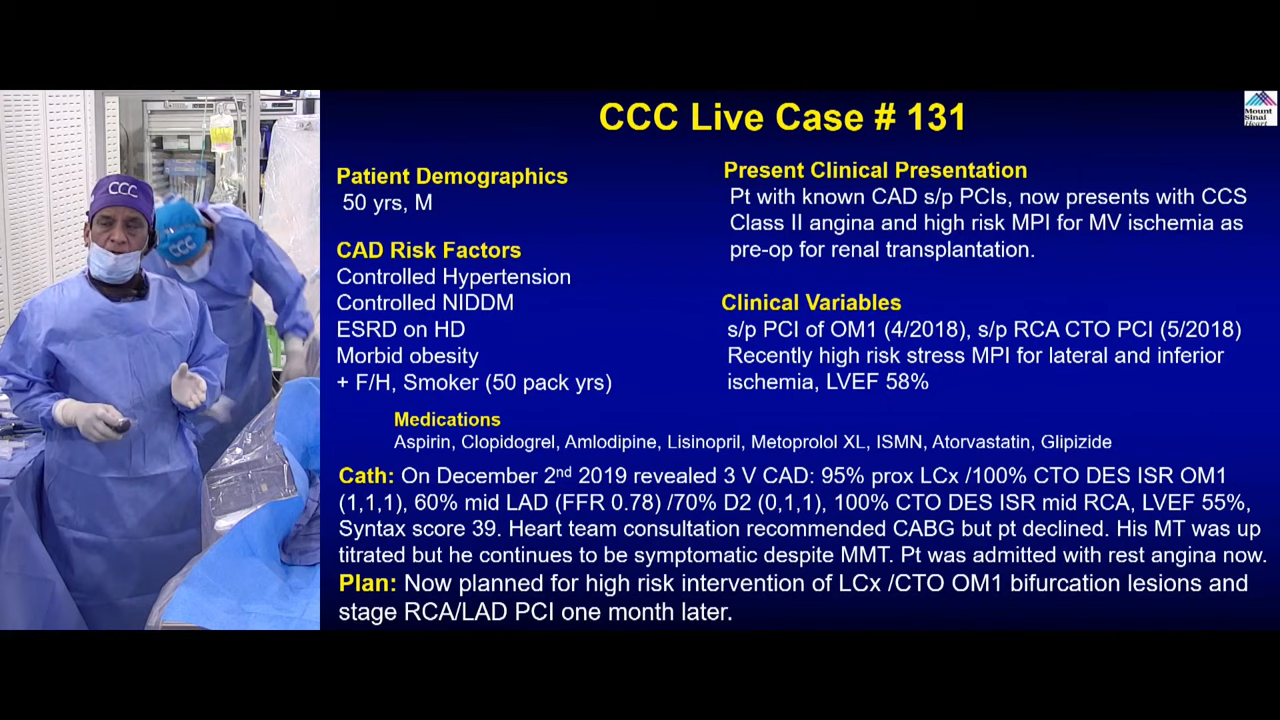 CCC Live Case # 131
Mount
Sinai
Heart
CCC
CCC
Patient Demographics
50 yrs, M
CAD Risk Factors
Controlled Hypertension
Controlled NIDDM
ESRD on HD
Morbid obesity
+ F/H, Smoker (50 pack yrs)
Present Clinical Presentation
Pt with known CAD s/p PCIs, now presents with CCS
Class II angina and high risk MPI for MV ischemia as
pre-op for renal transplantation.
Clinical Variables
s/p PCI of OM1 (4/2018), s/p RCA CTO PCI (5/2018)
Recently high risk stress MPI for lateral and inferior
ischemia, LVEF 58%
Medications
Aspirin, Clopidogrel, Amlodipine, Lisinopril, Metoprolol XL, ISMN, Atorvastatin, Glipizide
Cath: On December 2nd 2019 revealed 3 V CAD: 95% prox LCx /100% CTO DES ISR OM1
(1,1,1), 60% mid LAD (FFR 0.78) /70% D2 (0,1,1), 100% CTO DES ISR mid RCA, LVEF 55%,
Syntax score 39. Heart team consultation recommended CABG but pt declined. His MT was up
titrated but he continues to be symptomatic despite MMT. Pt was admitted with rest angina now.
Plan: Now planned for high risk intervention of LCx /CTO OM1 bifurcation lesions and
stage RCA/LAD PCI one month later.